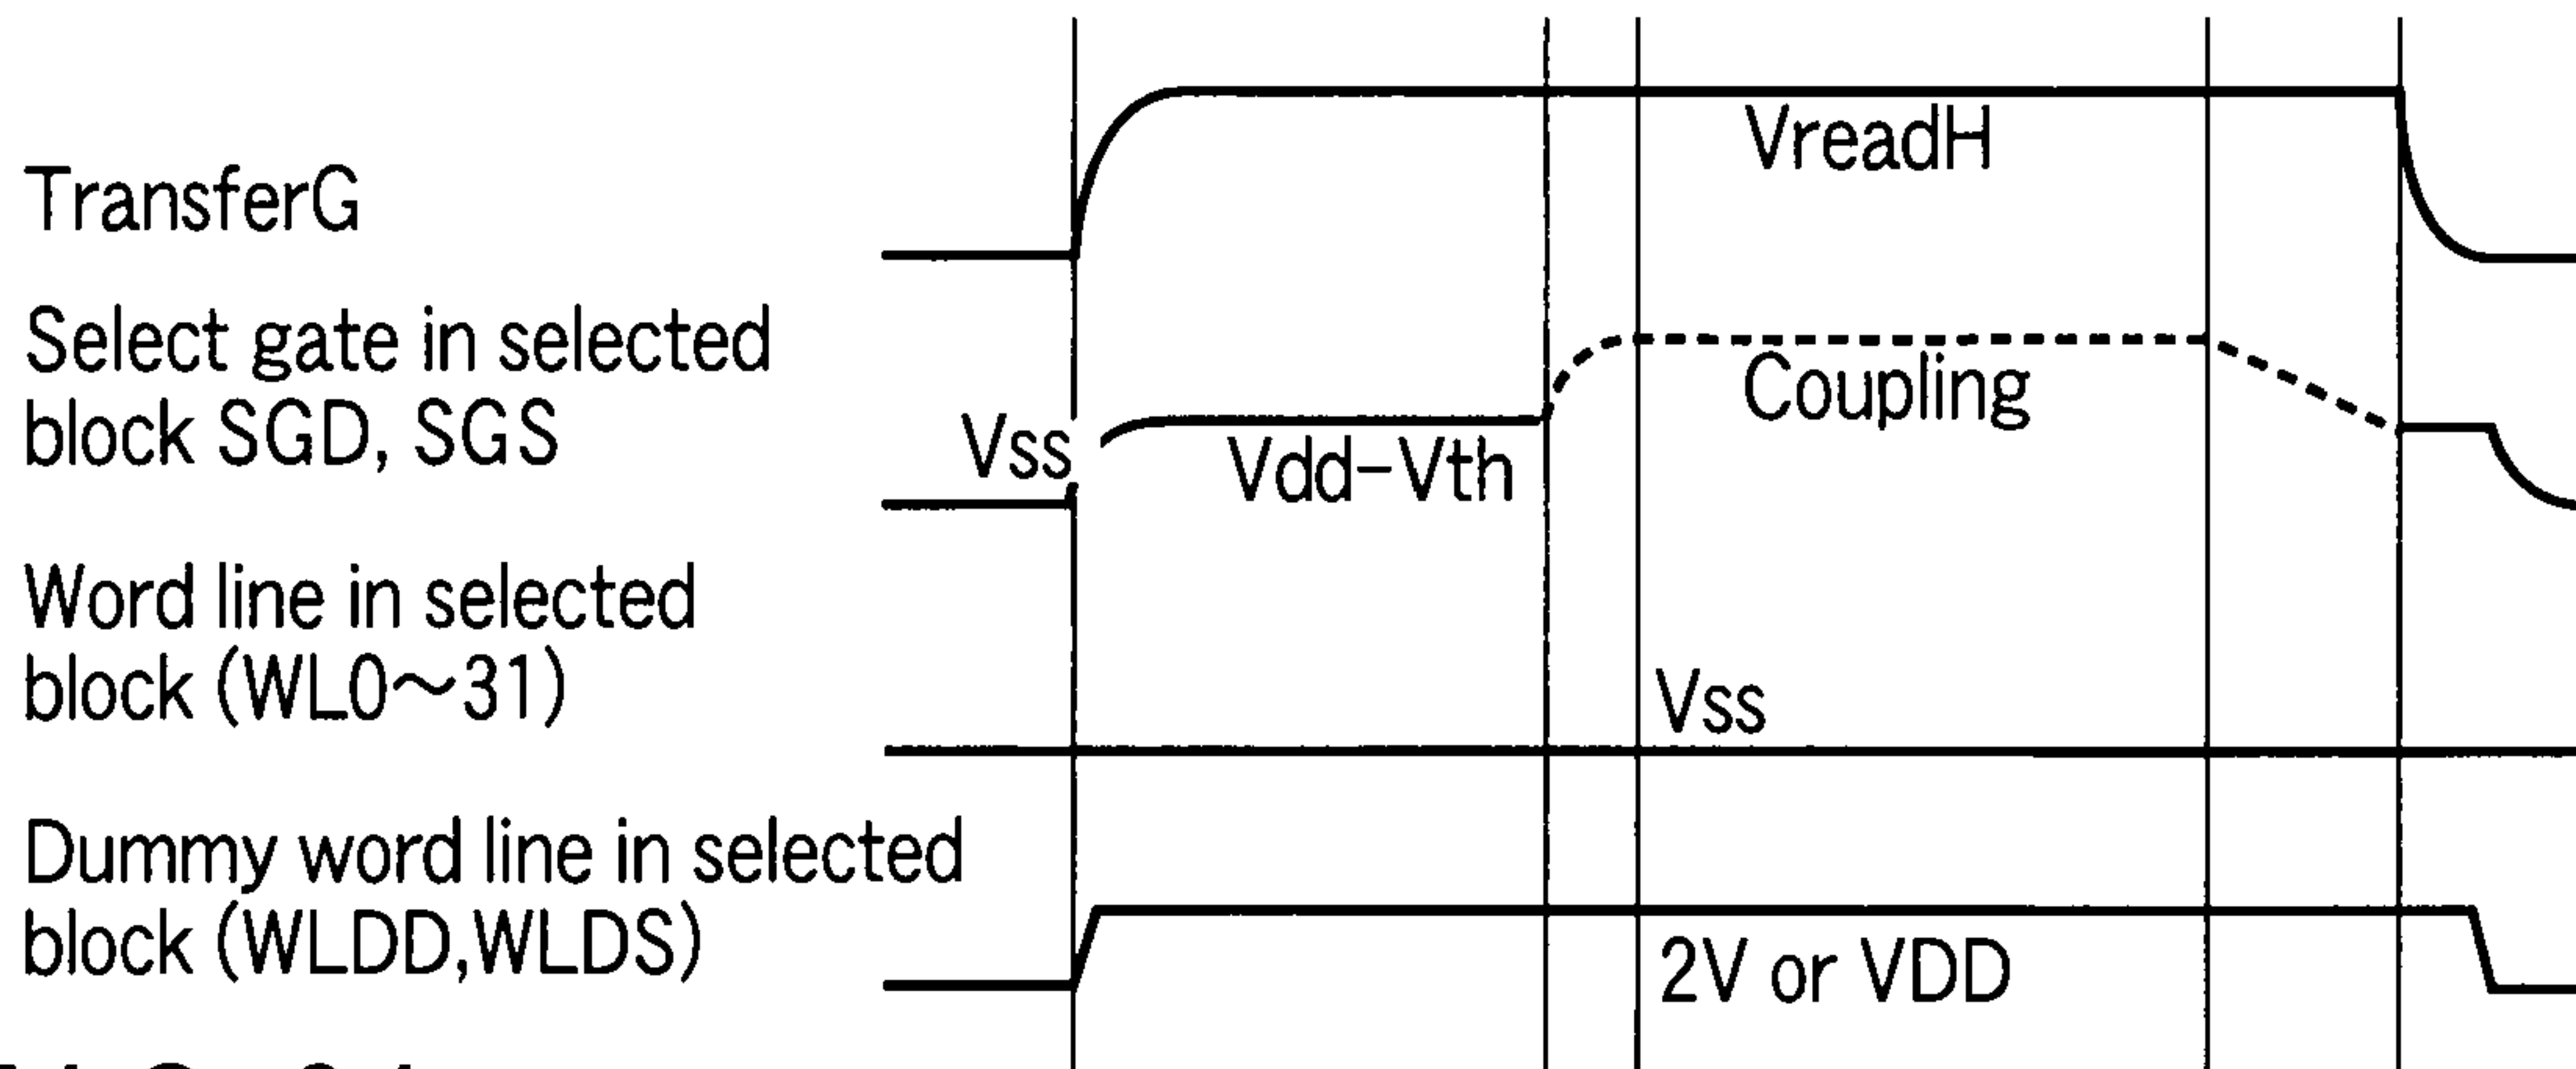 TransferG
VreadH
Select gate in selected
block SGD, SGS
Vss
Vdd-Vth
Coupling
Word line in selected
block (WL0～31)
Vss
Dummy word line in selected
block (WLDD,WLDS)
2V or VDD